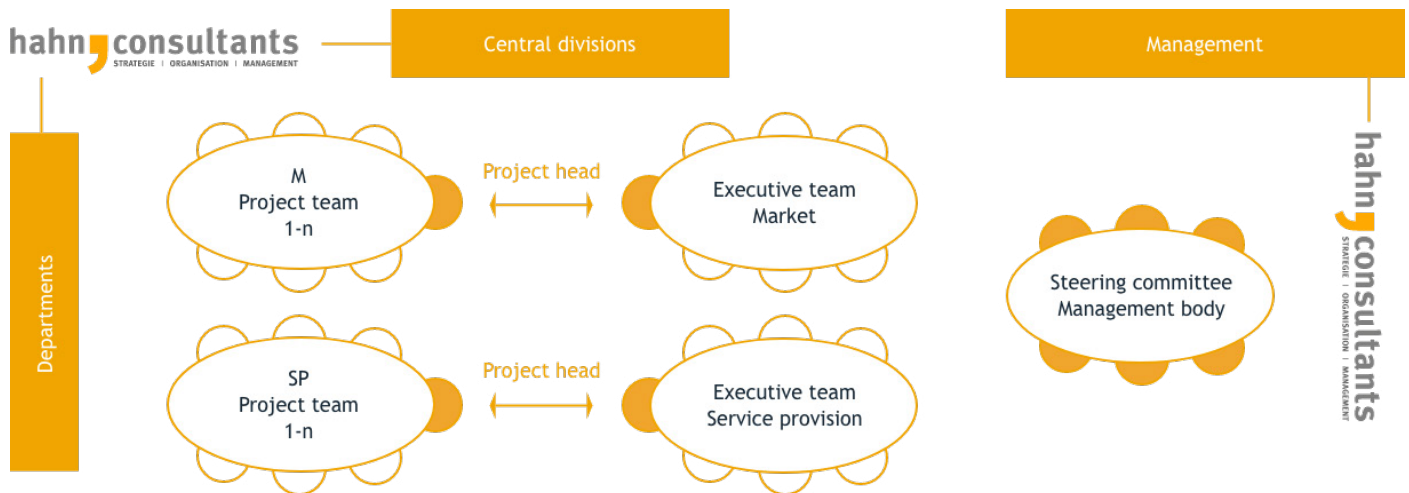 hahn,consultants
STRATEGIE | ORGANISATION | MANAGEMENT
Central divisions
Management
Departments
M
Project team
1-n
Project head
Executive team
Market
SP
Project team
1-n
Project head
Executive team
Service provision
Steering committee
Management body
hahn,consultants
STRATEGIE | ORGANISATION | MANAGEMENT